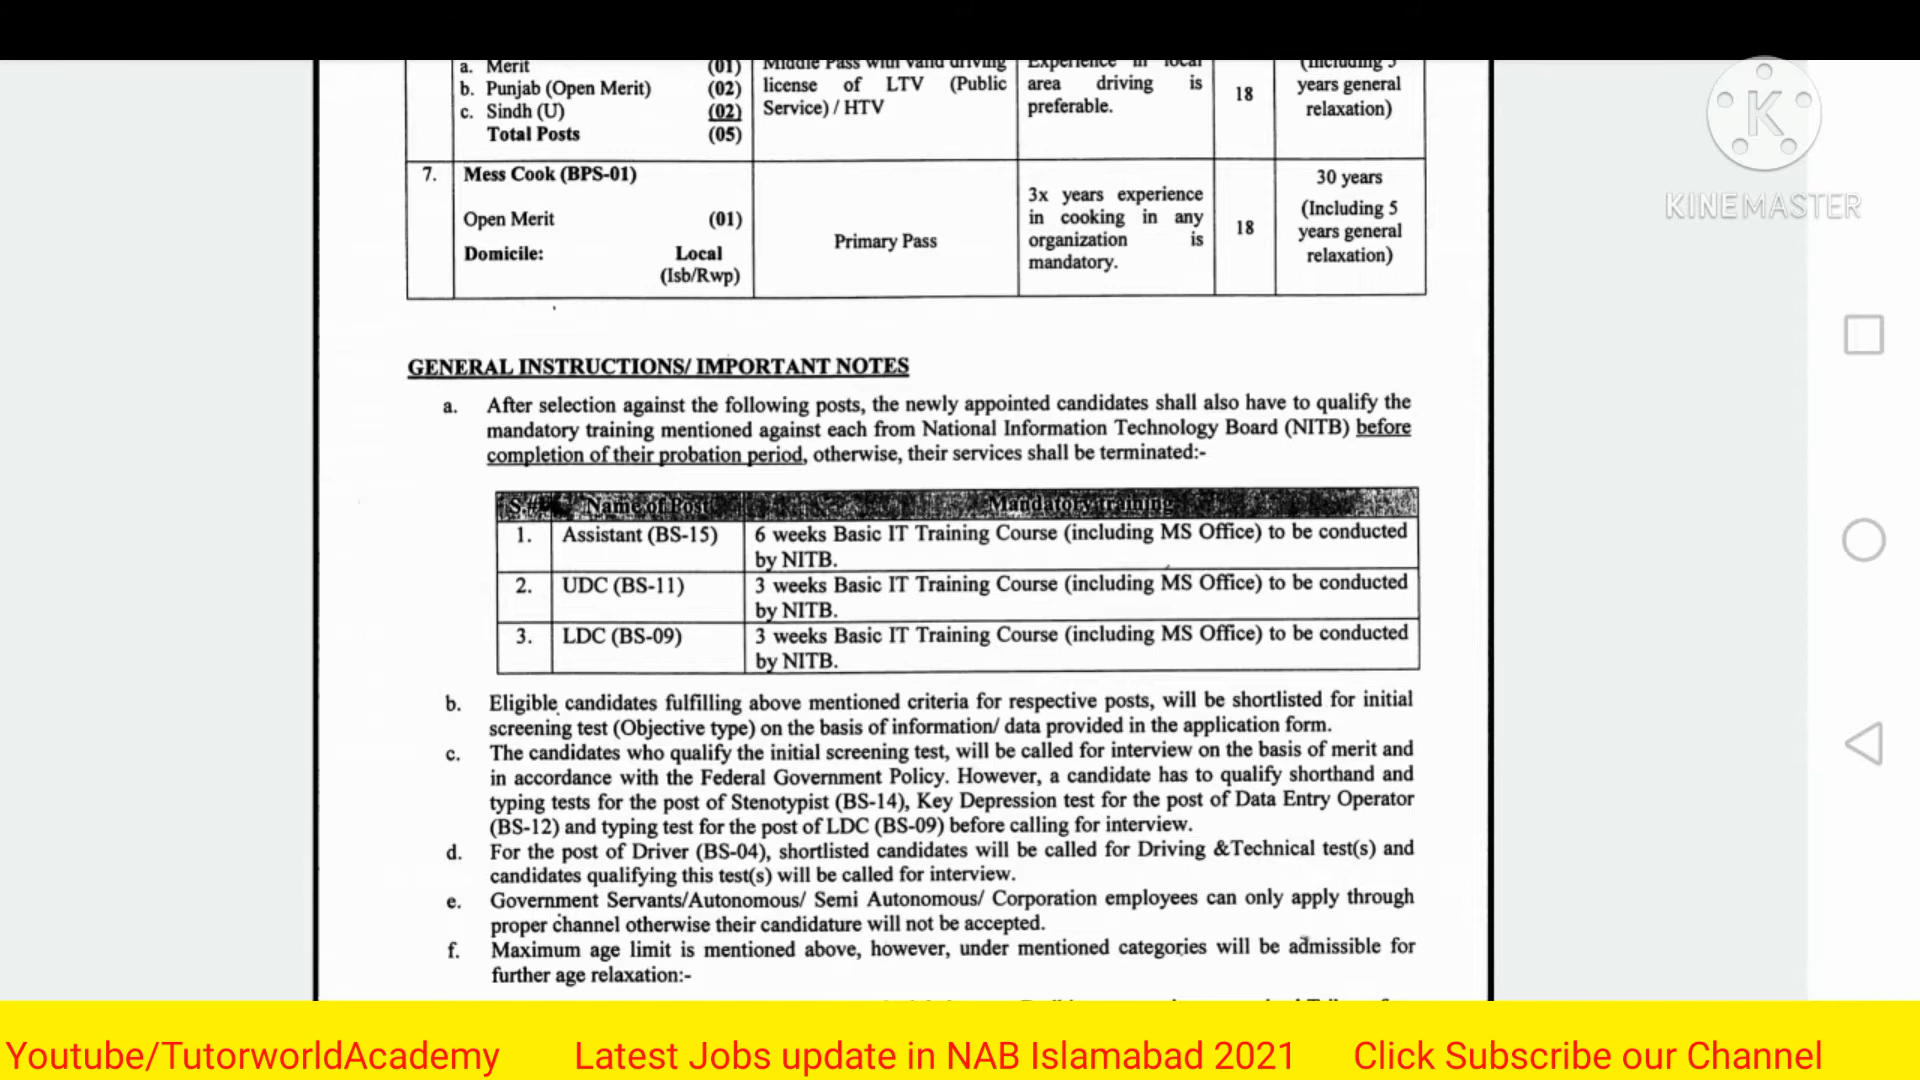 a. Merit (01) Middle Pass with valid driving Experience in local (Including 5
b. Punjab (Open Merit) (02) license of LTV (Public area driving is 18 years general
c. Sindh (U) (02) Service) / HTV preferable. relaxation)
Total Posts (05)
7. Mess Cook (BPS-01) 30 years
3x years experience
Open Merit (01) in cooking in any 18 (Including 5
Primary Pass organization is years general
Domicile: Local mandatory. relaxation)
(Isb/Rwp)
KINEMASTER
GENERAL INSTRUCTIONS/ IMPORTANT NOTES
a. After selection against the following posts, the newly appointed candidates shall also have to qualify the
mandatory training mentioned against each from National Information Technology Board (NITB) before
completion of their probation period, otherwise, their services shall be terminated:-
S.# Name of Post Mandatory training
1. Assistant (BS-15) 6 weeks Basic IT Training Course (including MS Office) to be conducted
by NITB.
2. UDC (BS-11) 3 weeks Basic IT Training Course (including MS Office) to be conducted
by NITB.
3. LDC (BS-09) 3 weeks Basic IT Training Course (including MS Office) to be conducted
by NITB.
b. Eligible candidates fulfilling above mentioned criteria for respective posts, will be shortlisted for initial
screening test (Objective type) on the basis of information/ data provided in the application form.
c. The candidates who qualify the initial screening test, will be called for interview on the basis of merit and
in accordance with the Federal Government Policy. However, a candidate has to qualify shorthand and
typing tests for the post of Stenotypist (BS-14), Key Depression test for the post of Data Entry Operator
(BS-12) and typing test for the post of LDC (BS-09) before calling for interview.
d. For the post of Driver (BS-04), shortlisted candidates will be called for Driving &Technical test(s) and
candidates qualifying this test(s) will be called for interview.
e. Government Servants/Autonomous/ Semi Autonomous/ Corporation employees can only apply through
proper channel otherwise their candidature will not be accepted.
f. Maximum age limit is mentioned above, however, under mentioned categories will be admissible for
further age relaxation:-
Youtube/TutorworldAcademy Latest Jobs update in NAB Islamabad 2021 Click Subscribe our Channel